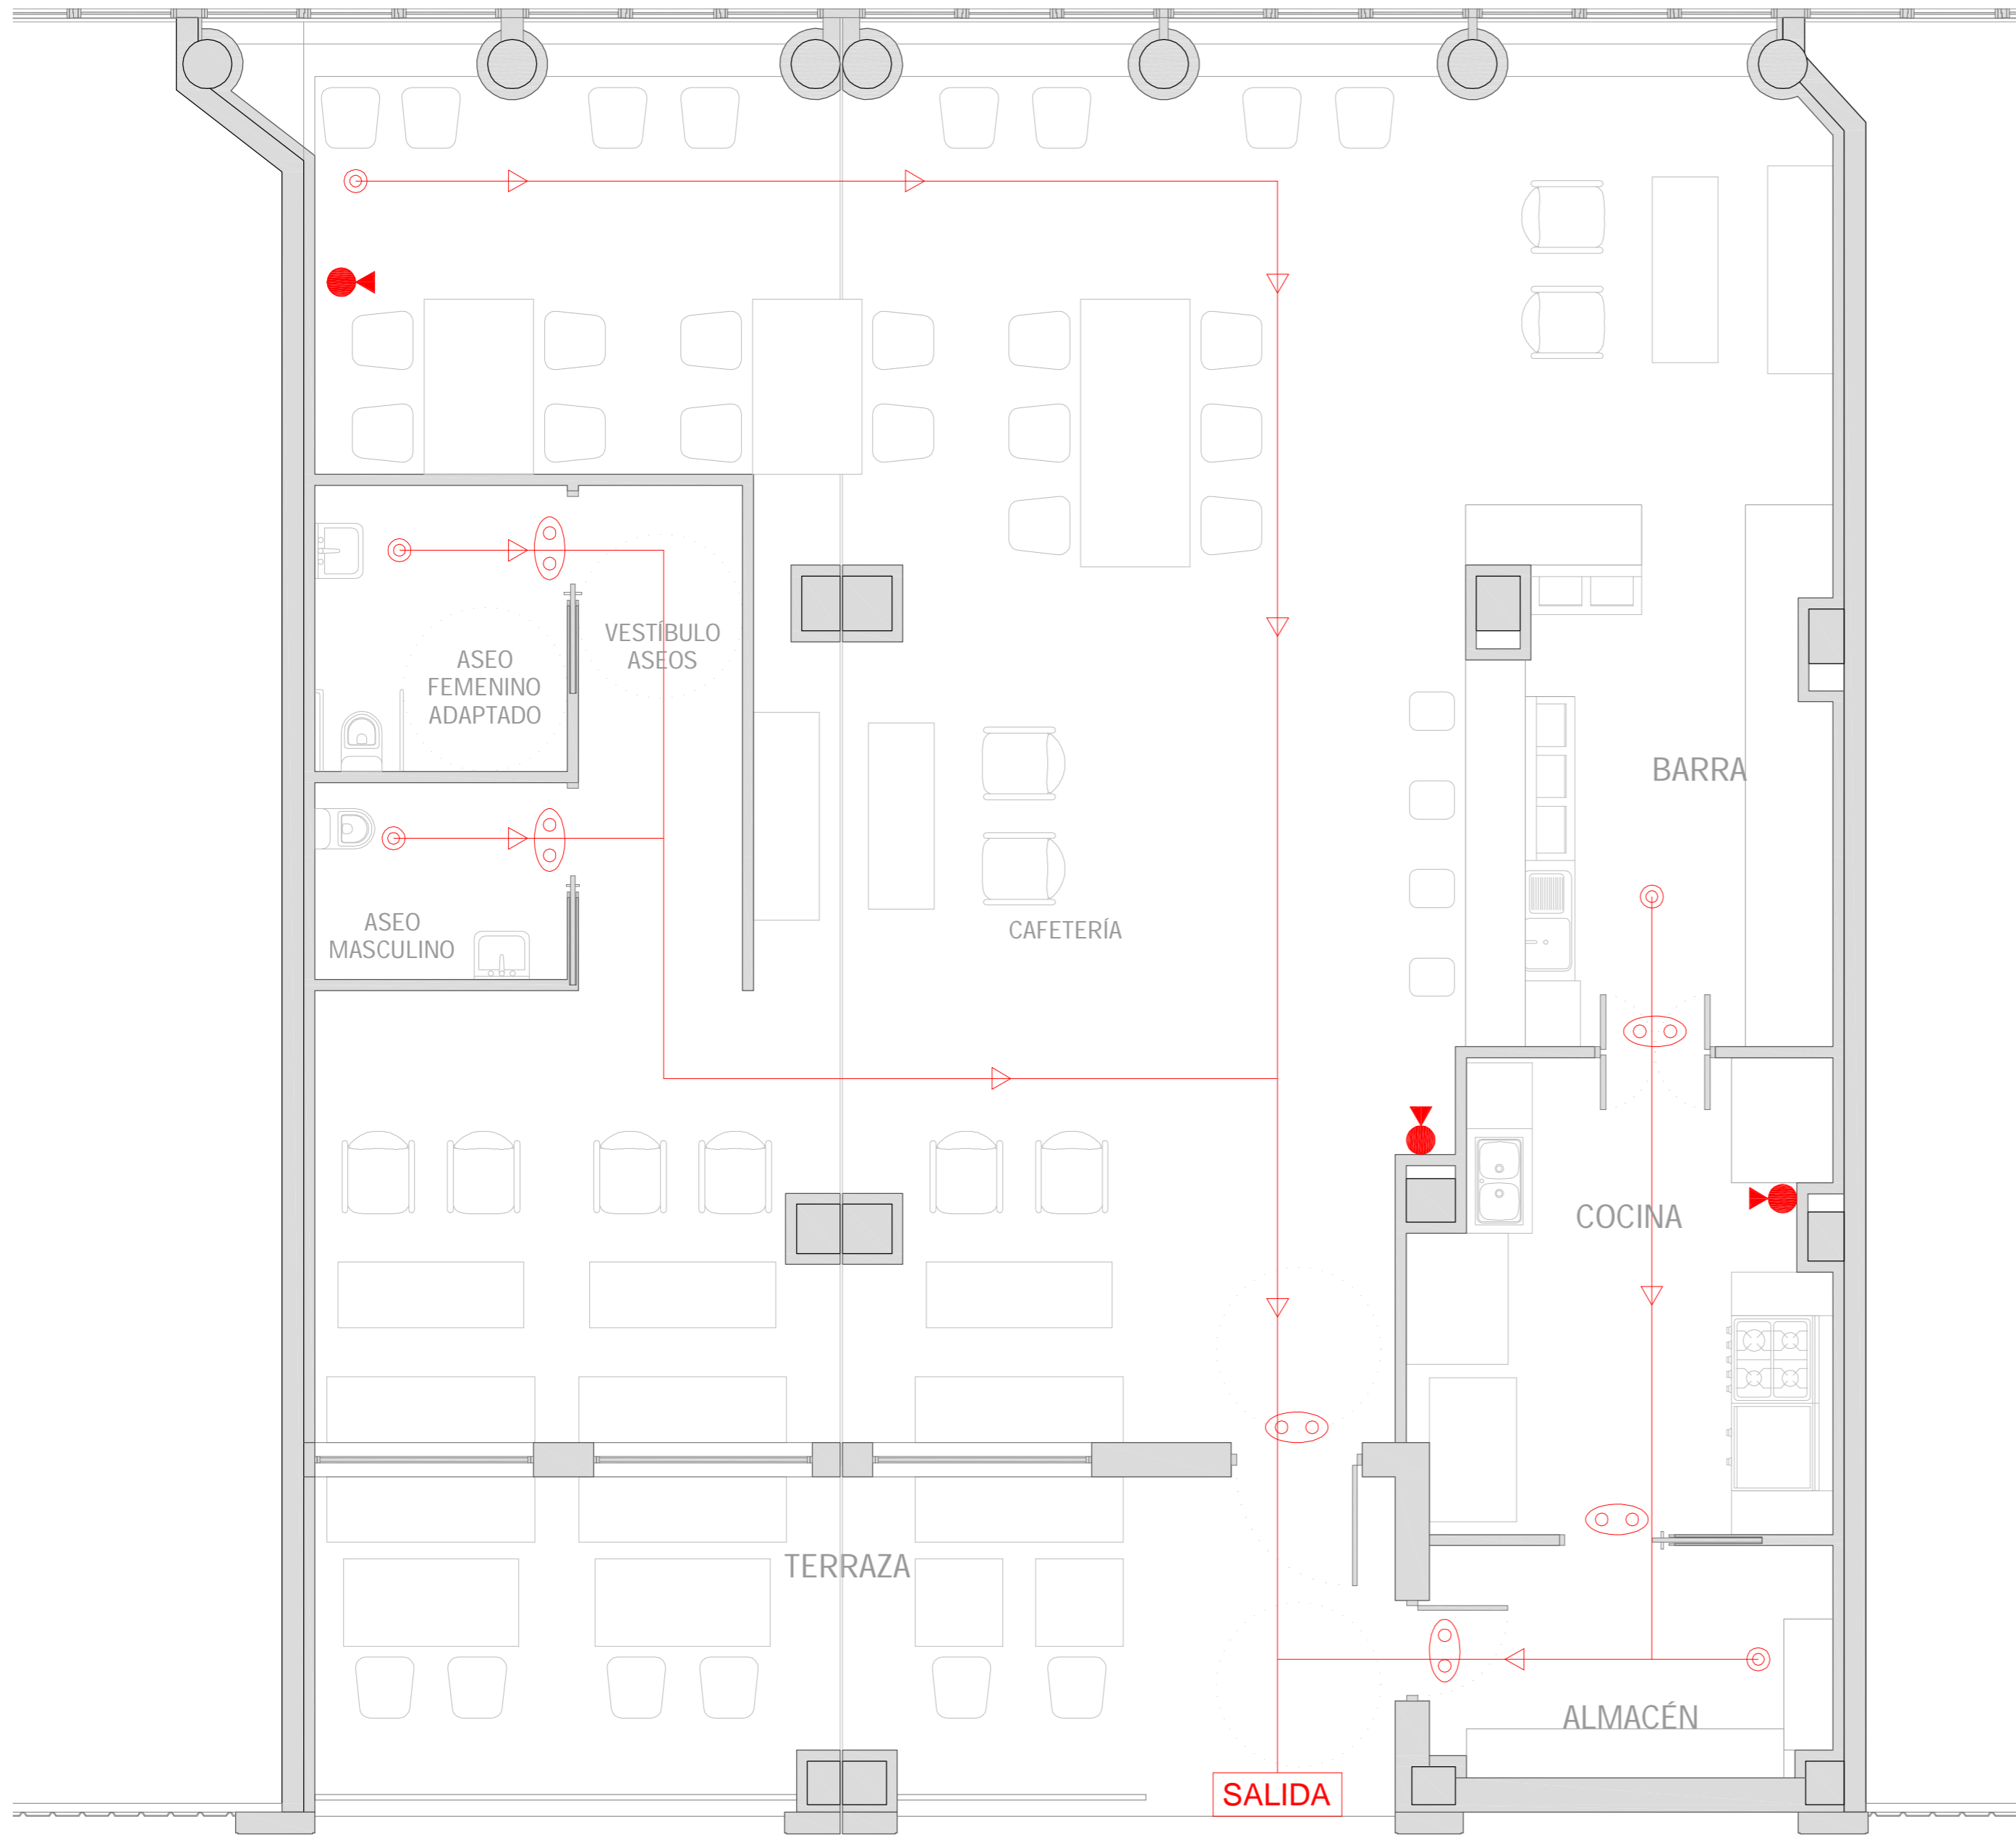 VESTÍBULO
ASEOS
ASEO
FEMENINO
ADAPTADO
BARRA
ASEO
MASCULINO
CAFETERÍA
COCINA
TERRAZA
ALMACÉN
SALIDA